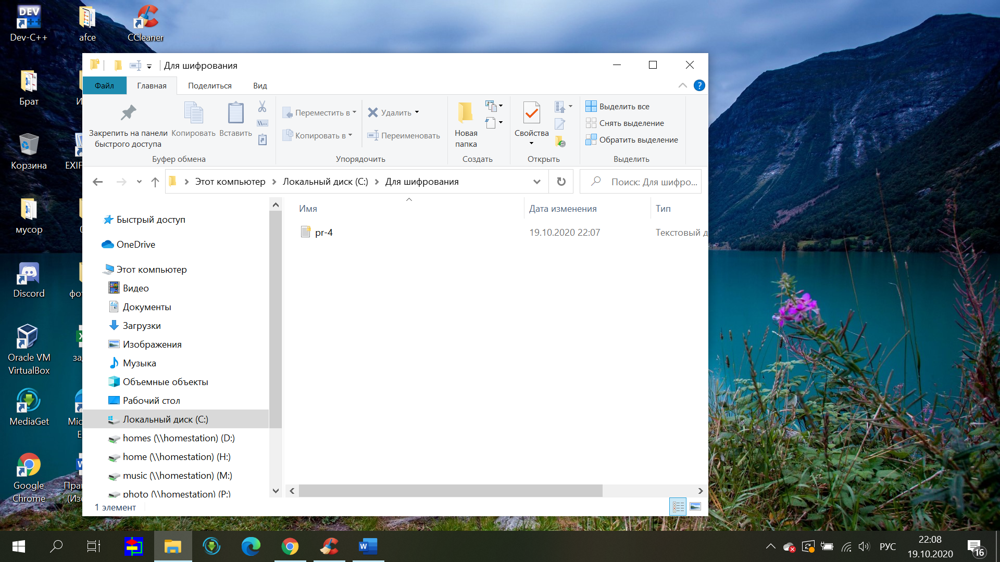 Dev-C++
afce
CCleaner
Брат
Корзина
EXIF
мусор
Discord
Oracle VM
VirtualBox
MediaGet
Google
Chrome
Для шифрования
Файл
Главная
Поделиться
Вид
Закрепить на панели
быстрого доступа
Копировать
Вставить
Буфер обмена
Переместить в
Копировать в
Удалить
Переименовать
Упорядочить
Новая
папка
Создать
Свойства
Открыть
Выделить все
Снять выделение
Обратить выделение
Выделить
Этот компьютер
Локальный диск (C:)
Для шифрования
Поиск: Для шифро...
Имя
Дата изменения
Тип
pr-4
19.10.2020 22:07
Текстовый д
Быстрый доступ
OneDrive
Этот компьютер
Видео
Документы
Загрузки
Изображения
Музыка
Объемные объекты
Рабочий стол
Локальный диск (C:)
homes (\\homestation) (D:)
home (\\homestation) (H:)
music (\\homestation) (M:)
photo (\\homestation) (P:)
1 элемент
РУС
22:08
19.10.2020
16